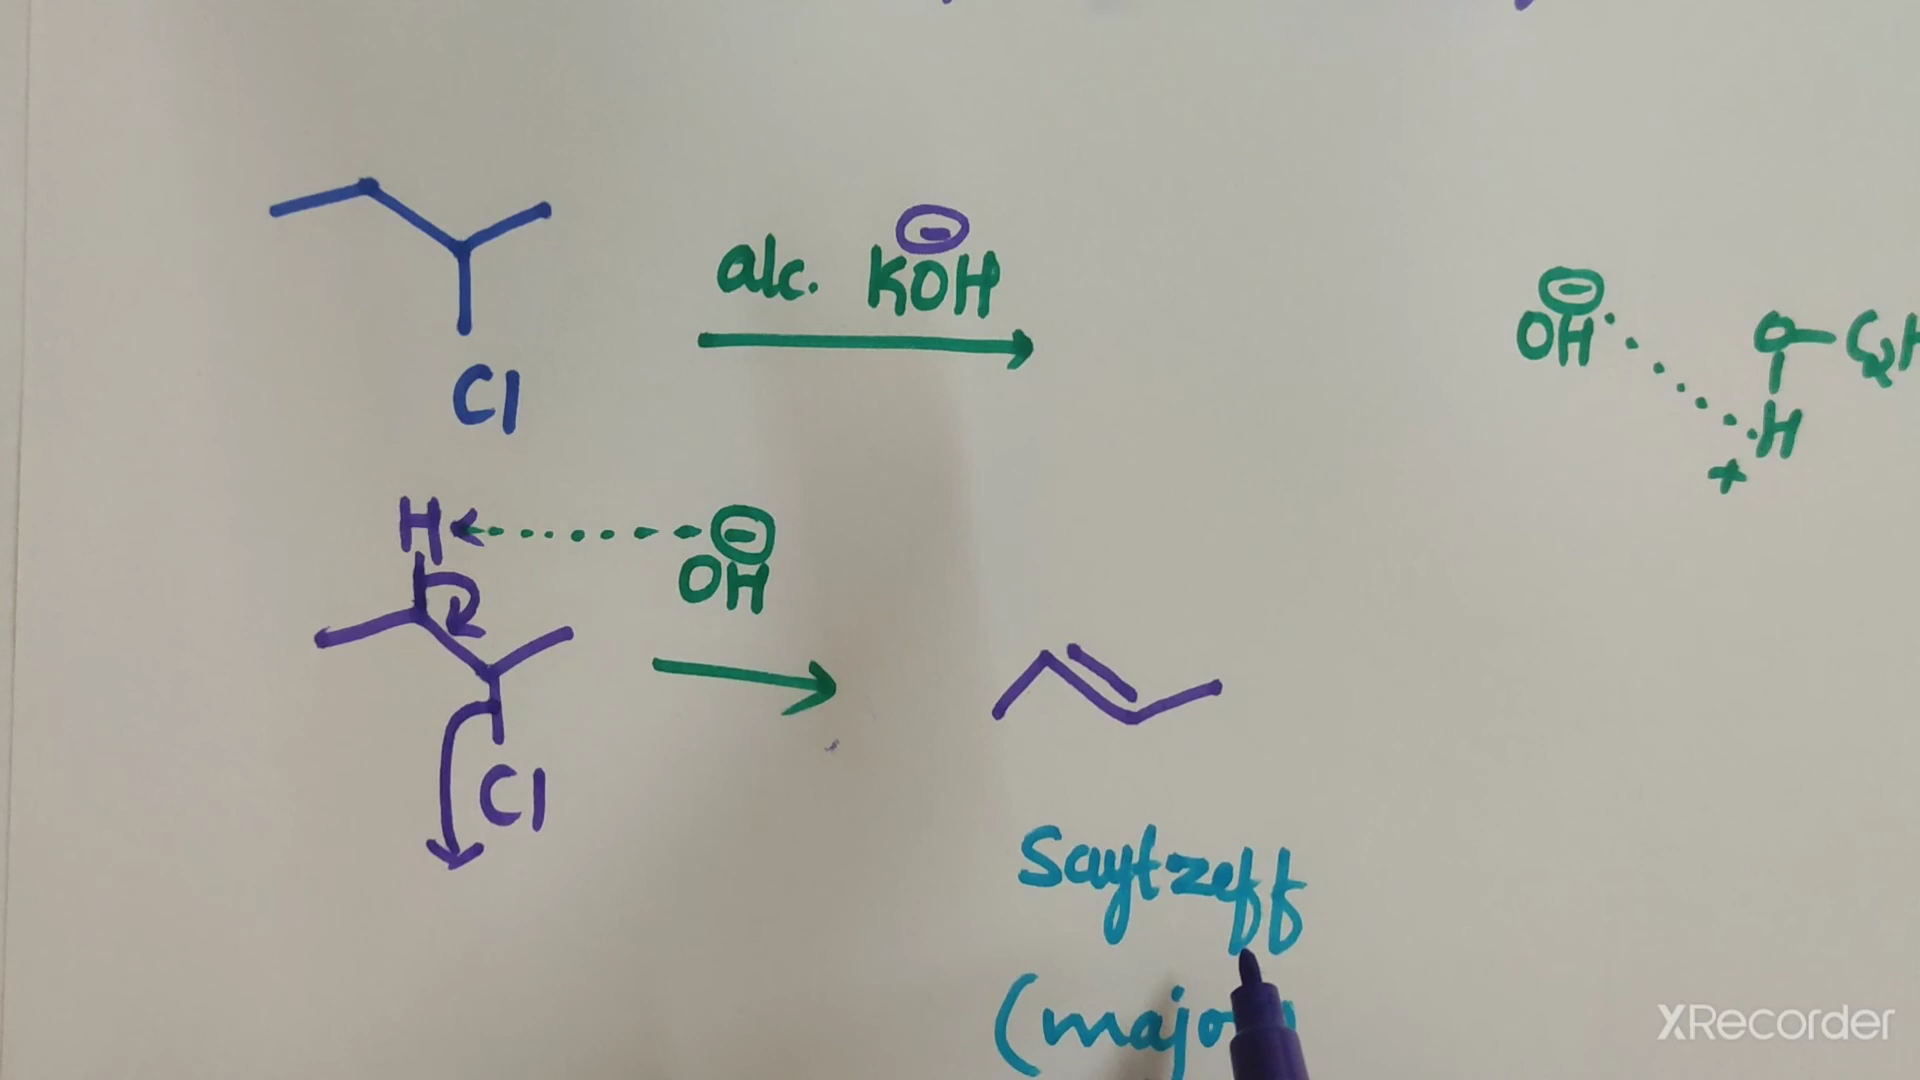 alc. KOH
Cl
OH
O
H
+
H
OH
Cl
Saytzeff
XRecorder